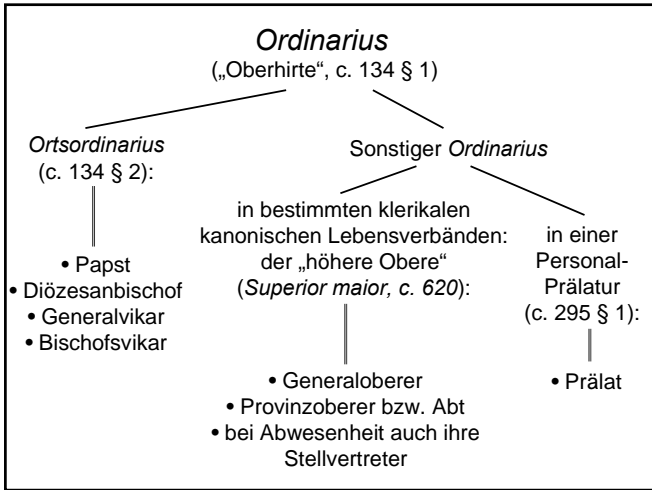 Ordinarius
(„Oberhirte“, c. 134 § 1)
Ortsordinarius
(c. 134 § 2):
• Papst
• Diözesanbischof
• Generalvikar
• Bischofsvikar
Sonstiger Ordinarius
in bestimmten klerikalen
kanonischen Lebensverbänden:
der „höhere Obere“
(Superior maior, c. 620):
• Generaloberer
• Provinzoberer bzw. Abt
• bei Abwesenheit auch ihre
Stellvertreter
in einer
Personal-
Prälatur
(c. 295 § 1):
• Prälat